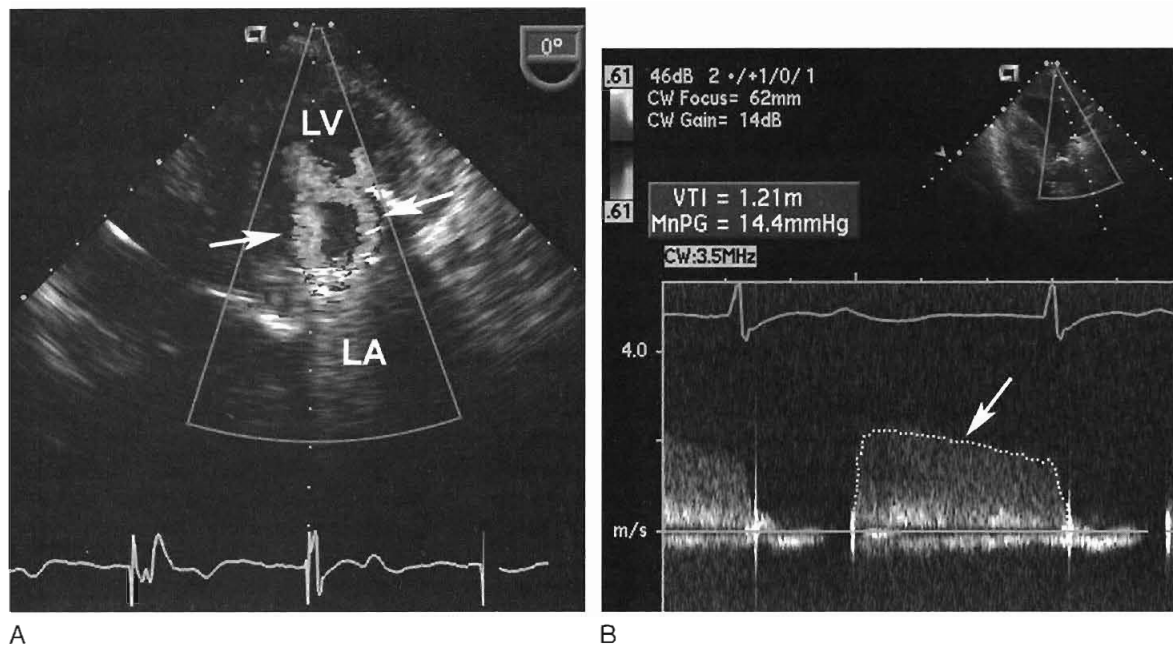 0°
LV
LA
A
.61
.61
46dB 2 •/+1/0/1
CW Focus= 62mm
CW Gain= 14dB
VTI = 1.21m
MnPG = 14.4mmHg
CW:3.5MHz
4.0
m/s
B